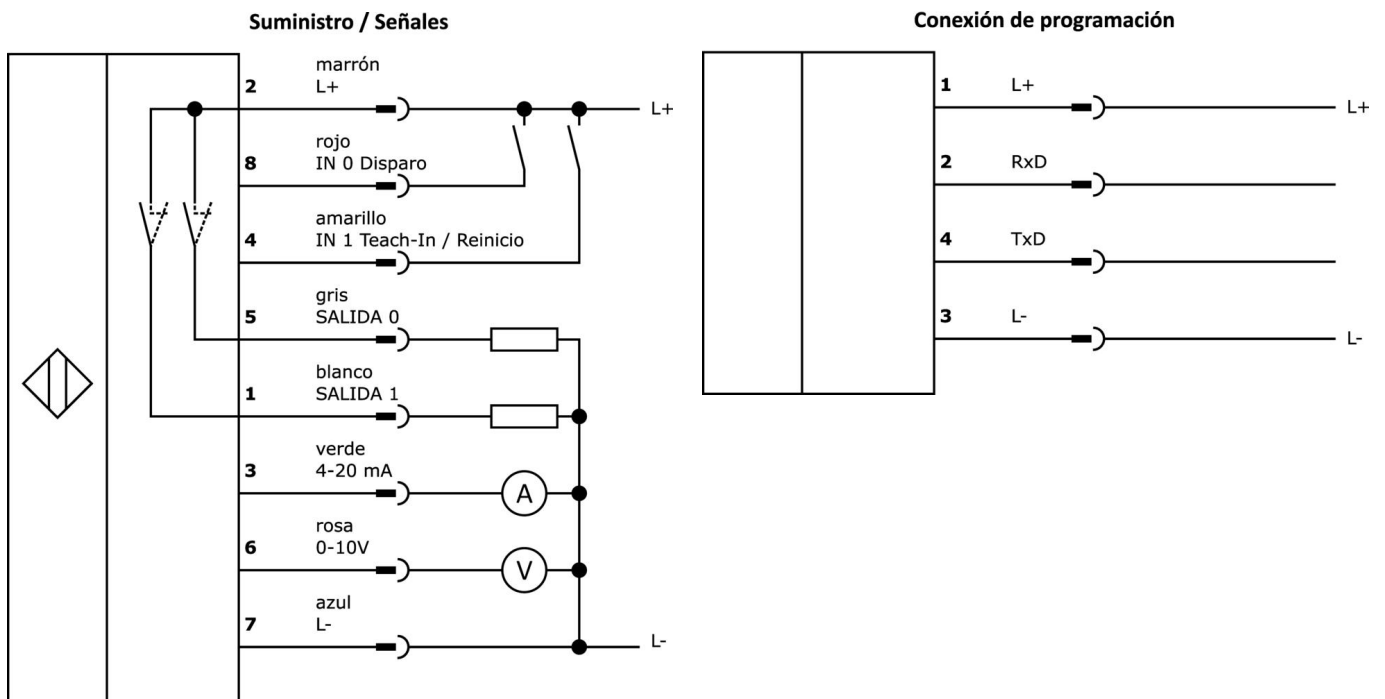 Suministro / Señales
marrón
2 L+
L+
rojo
8 IN 0 Disparo
amarillo
4 IN 1 Teach-In / Reinicio
gris
5 SALIDA 0
blanco
1 SALIDA 1
verde
3 4-20 mA
A
rosa
6 0-10V
V
azul
7 L-
L-
Conexión de programación
1 L+
L+
2 RxD
4 TxD
3 L-
L-